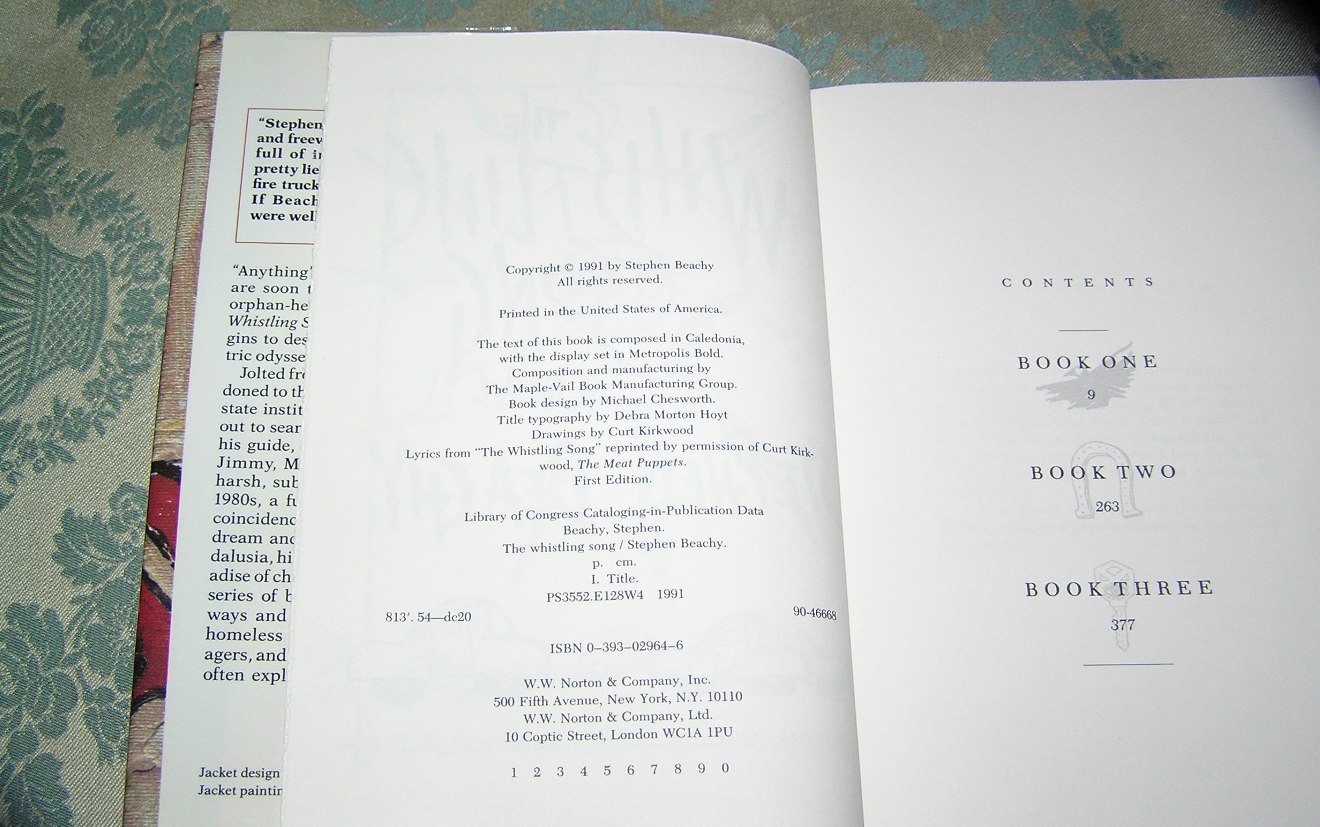 “Stephen
and freew
full of i
pretty lie
fire truck
If Beach
were wel
“Anything”
are soon t
orphan-he
Whistling S
gins to des
tric odysse
Jolted fre
doned to th
state instit
out to sear
his guide,
Jimmy, M
harsh, sub
1980s, a fu
coincidenc
dream and
dalusia, hi
adise of ch
series of b
ways and
homeless
agers, and
often expl
Jacket design
Jacket paintin
Copyright © 1991 by Stephen Beachy
All rights reserved.
Printed in the United States of America.
The text of this book is composed in Caledonia,
with the display set in Metropolis Bold.
Composition and manufacturing by
The Maple-Vail Book Manufacturing Group.
Book design by Michael Chesworth.
Title typography by Debra Morton Hoyt
Drawings by Curt Kirkwood
Lyrics from “The Whistling Song” reprinted by permission of Curt Kirk-
wood, The Meat Puppets.
First Edition.
Library of Congress Cataloging-in-Publication Data
Beachy, Stephen.
The whistling song / Stephen Beachy.
p. cm.
I. Title.
PS3552.E128W4 1991
813'. 54—dc20 90-46668
ISBN 0–393–02964–6
W.W. Norton & Company, Inc.
500 Fifth Avenue, New York, N.Y. 10110
W.W. Norton & Company, Ltd.
10 Coptic Street, London WC1A 1PU
1 2 3 4 5 6 7 8 9 0
CONTENTS
BOOK ONE
9
BOOK TWO
263
BOOK THREE
377